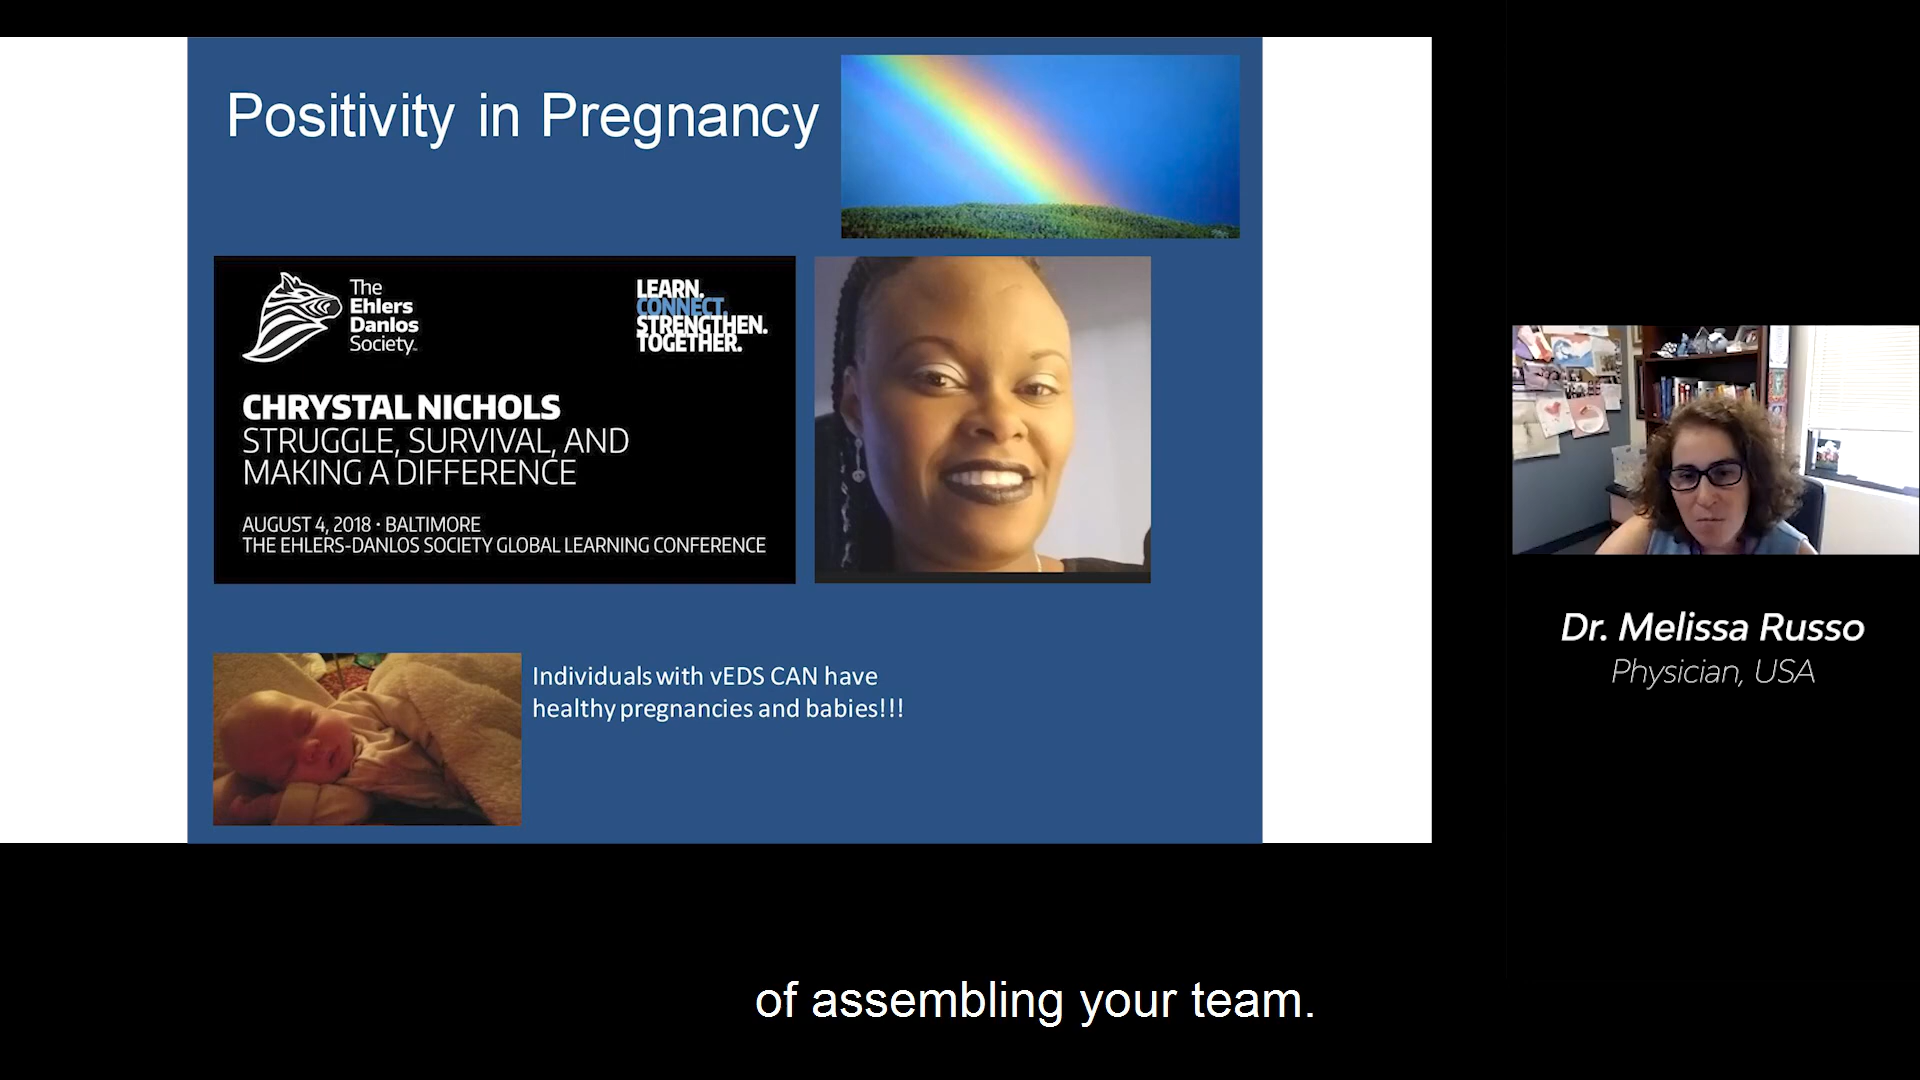 Positivity in Pregnancy
The
Ehlers
Danlos
Society
LEARN.
CONNECT.
STRENGTHEN.
TOGETHER.
CHRYSTAL NICHOLS
STRUGGLE, SURVIVAL, AND
MAKING A DIFFERENCE
AUGUST 4, 2018 · BALTIMORE
THE EHLERS-DANLOS SOCIETY GLOBAL LEARNING CONFERENCE
Individuals with vEDS CAN have
healthy pregnancies and babies!!!
Dr. Melissa Russo
Physician, USA
of assembling your team.